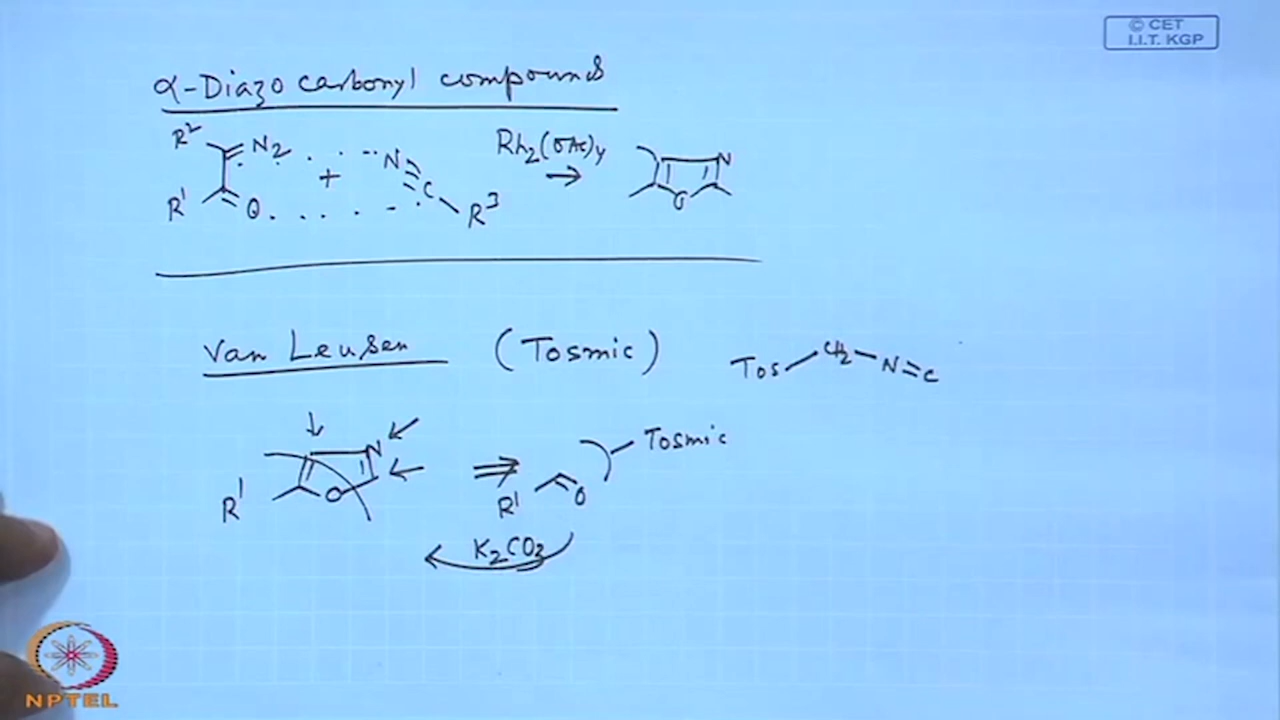 © CET
I.I.T. KGP
α-Diazo carbonyl compounds
R² N₂ N Rh₂(OAc)₄ N
+ → 
R¹ O C R³ O
Van Leusen (Tosmic) Tos CH₂ N C
N Tosmic
R¹ O ⇒ R¹ O
K₂CO₃
NPTEL